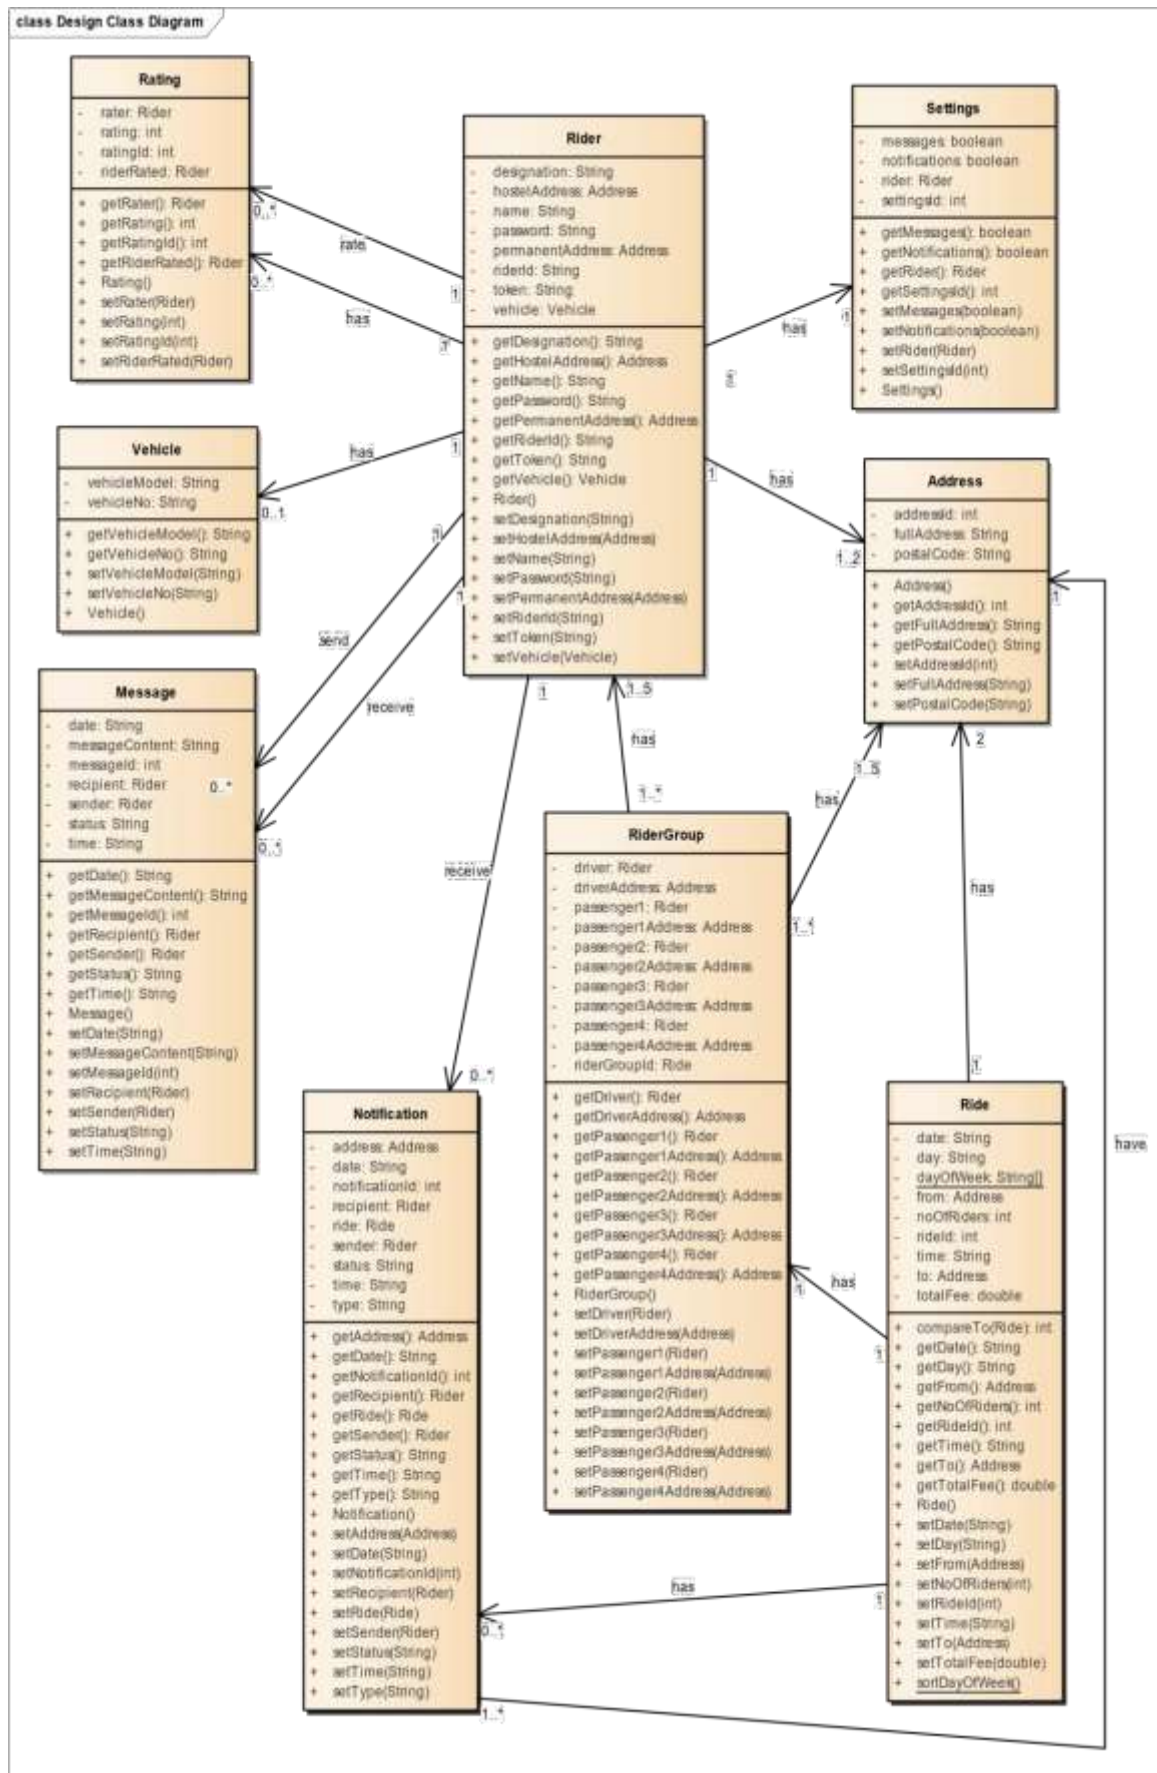 class Design Class Diagram
Rating
- rater: Rider
- rating: int
- ratingId: int
- riderRated: Rider
+ getRater(): Rider
+ getRating(): int
+ getRatingId(): int
+ getRiderRated(): Rider
+ Rating()
+ setRater(Rider)
+ setRating(int)
+ setRatingId(int)
+ setRiderRated(Rider)
0..*
rate
1
0..*
has
Rider
- designation: String
- hostelAddress: Address
- name: String
- password: String
- permanentAddress: Address
- riderId: String
- token: String
- vehicle: Vehicle
+ getDesignation(): String
+ getHostelAddress(): Address
+ getName(): String
+ getPassword(): String
+ getPermanentAddress(): Address
+ getRiderId(): String
+ getToken(): String
+ getVehicle(): Vehicle
+ Rider()
+ setDesignation(String)
+ setHostelAddress(Address)
+ setName(String)
+ setPassword(String)
+ setPermanentAddress(Address)
+ setRiderId(String)
+ setToken(String)
+ setVehicle(Vehicle)
Settings
- messages: boolean
- notifications: boolean
- rider: Rider
- settingsId: int
+ getMessages(): boolean
+ getNotifications(): boolean
+ getRider(): Rider
+ getSettingsId(): int
+ setMessages(boolean)
+ setNotifications(boolean)
+ setRider(Rider)
+ setSettingsId(int)
+ Settings()
has
1
Vehicle
- vehicleModel: String
- vehicleNo: String
+ getVehicleModel(): String
+ getVehicleNo(): String
+ setVehicleModel(String)
+ setVehicleNo(String)
+ Vehicle()
has
1
0..1
has
1
1..2
Address
- addressId: int
- fullAddress: String
- postalCode: String
+ Address()
+ getAddressId(): int
+ getFullAddress(): String
+ getPostalCode(): String
+ setAddressId(int)
+ setFullAddress(String)
+ setPostalCode(String)
1
send
1
receive
Message
- date: String
- messageContent: String
- messageId: int
- recipient: Rider
- sender: Rider
- status: String
- time: String
+ getDate(): String
+ getMessageContent(): String
+ getMessageId(): int
+ getRecipient(): Rider
+ getSender(): Rider
+ getStatus(): String
+ getTime(): String
+ Message()
+ setDate(String)
+ setMessageContent(String)
+ setMessageId(int)
+ setRecipient(Rider)
+ setSender(Rider)
+ setStatus(String)
+ setTime(String)
0..*
0..*
1
receive
0..*
1..5
has
1..*
2
has
1
1..5
has
1..*
RiderGroup
- driver: Rider
- driverAddress: Address
- passenger1: Rider
- passenger1Address: Address
- passenger2: Rider
- passenger2Address: Address
- passenger3: Rider
- passenger3Address: Address
- passenger4: Rider
- passenger4Address: Address
- riderGroupId: Ride
+ getDriver(): Rider
+ getDriverAddress(): Address
+ getPassenger1(): Rider
+ getPassenger1Address(): Address
+ getPassenger2(): Rider
+ getPassenger2Address(): Address
+ getPassenger3(): Rider
+ getPassenger3Address(): Address
+ getPassenger4(): Rider
+ getPassenger4Address(): Address
+ RiderGroup()
+ setDriver(Rider)
+ setDriverAddress(Address)
+ setPassenger1(Rider)
+ setPassenger1Address(Address)
+ setPassenger2(Rider)
+ setPassenger2Address(Address)
+ setPassenger3(Rider)
+ setPassenger3Address(Address)
+ setPassenger4(Rider)
+ setPassenger4Address(Address)
Notification
- address: Address
- date: String
- notificationId: int
- recipient: Rider
- ride: Ride
- sender: Rider
- status: String
- time: String
- type: String
+ getAddress(): Address
+ getDate(): String
+ getNotificationId(): int
+ getRecipient(): Rider
+ getRide(): Ride
+ getSender(): Rider
+ getStatus(): String
+ getTime(): String
+ getType(): String
+ Notification()
+ setAddress(Address)
+ setDate(String)
+ setNotificationId(int)
+ setRecipient(Rider)
+ setRide(Ride)
+ setSender(Rider)
+ setStatus(String)
+ setTime(String)
+ setType(String)
Ride
- date: String
- day: String
- dayOfWeek: String[]
- from: Address
- noOfRiders: int
- rideId: int
- time: String
- to: Address
- totalFee: double
+ compareTo(Ride): int
+ getDate(): String
+ getDay(): String
+ getFrom(): Address
+ getNoOfRiders(): int
+ getRideId(): int
+ getTime(): String
+ getTo(): Address
+ getTotalFee(): double
+ Ride()
+ setDate(String)
+ setDay(String)
+ setFrom(Address)
+ setNoOfRiders(int)
+ setRideId(int)
+ setTime(String)
+ setTo(Address)
+ setTotalFee(double)
+ sortDayOfWeek()
have
has
has
0..*
1..*